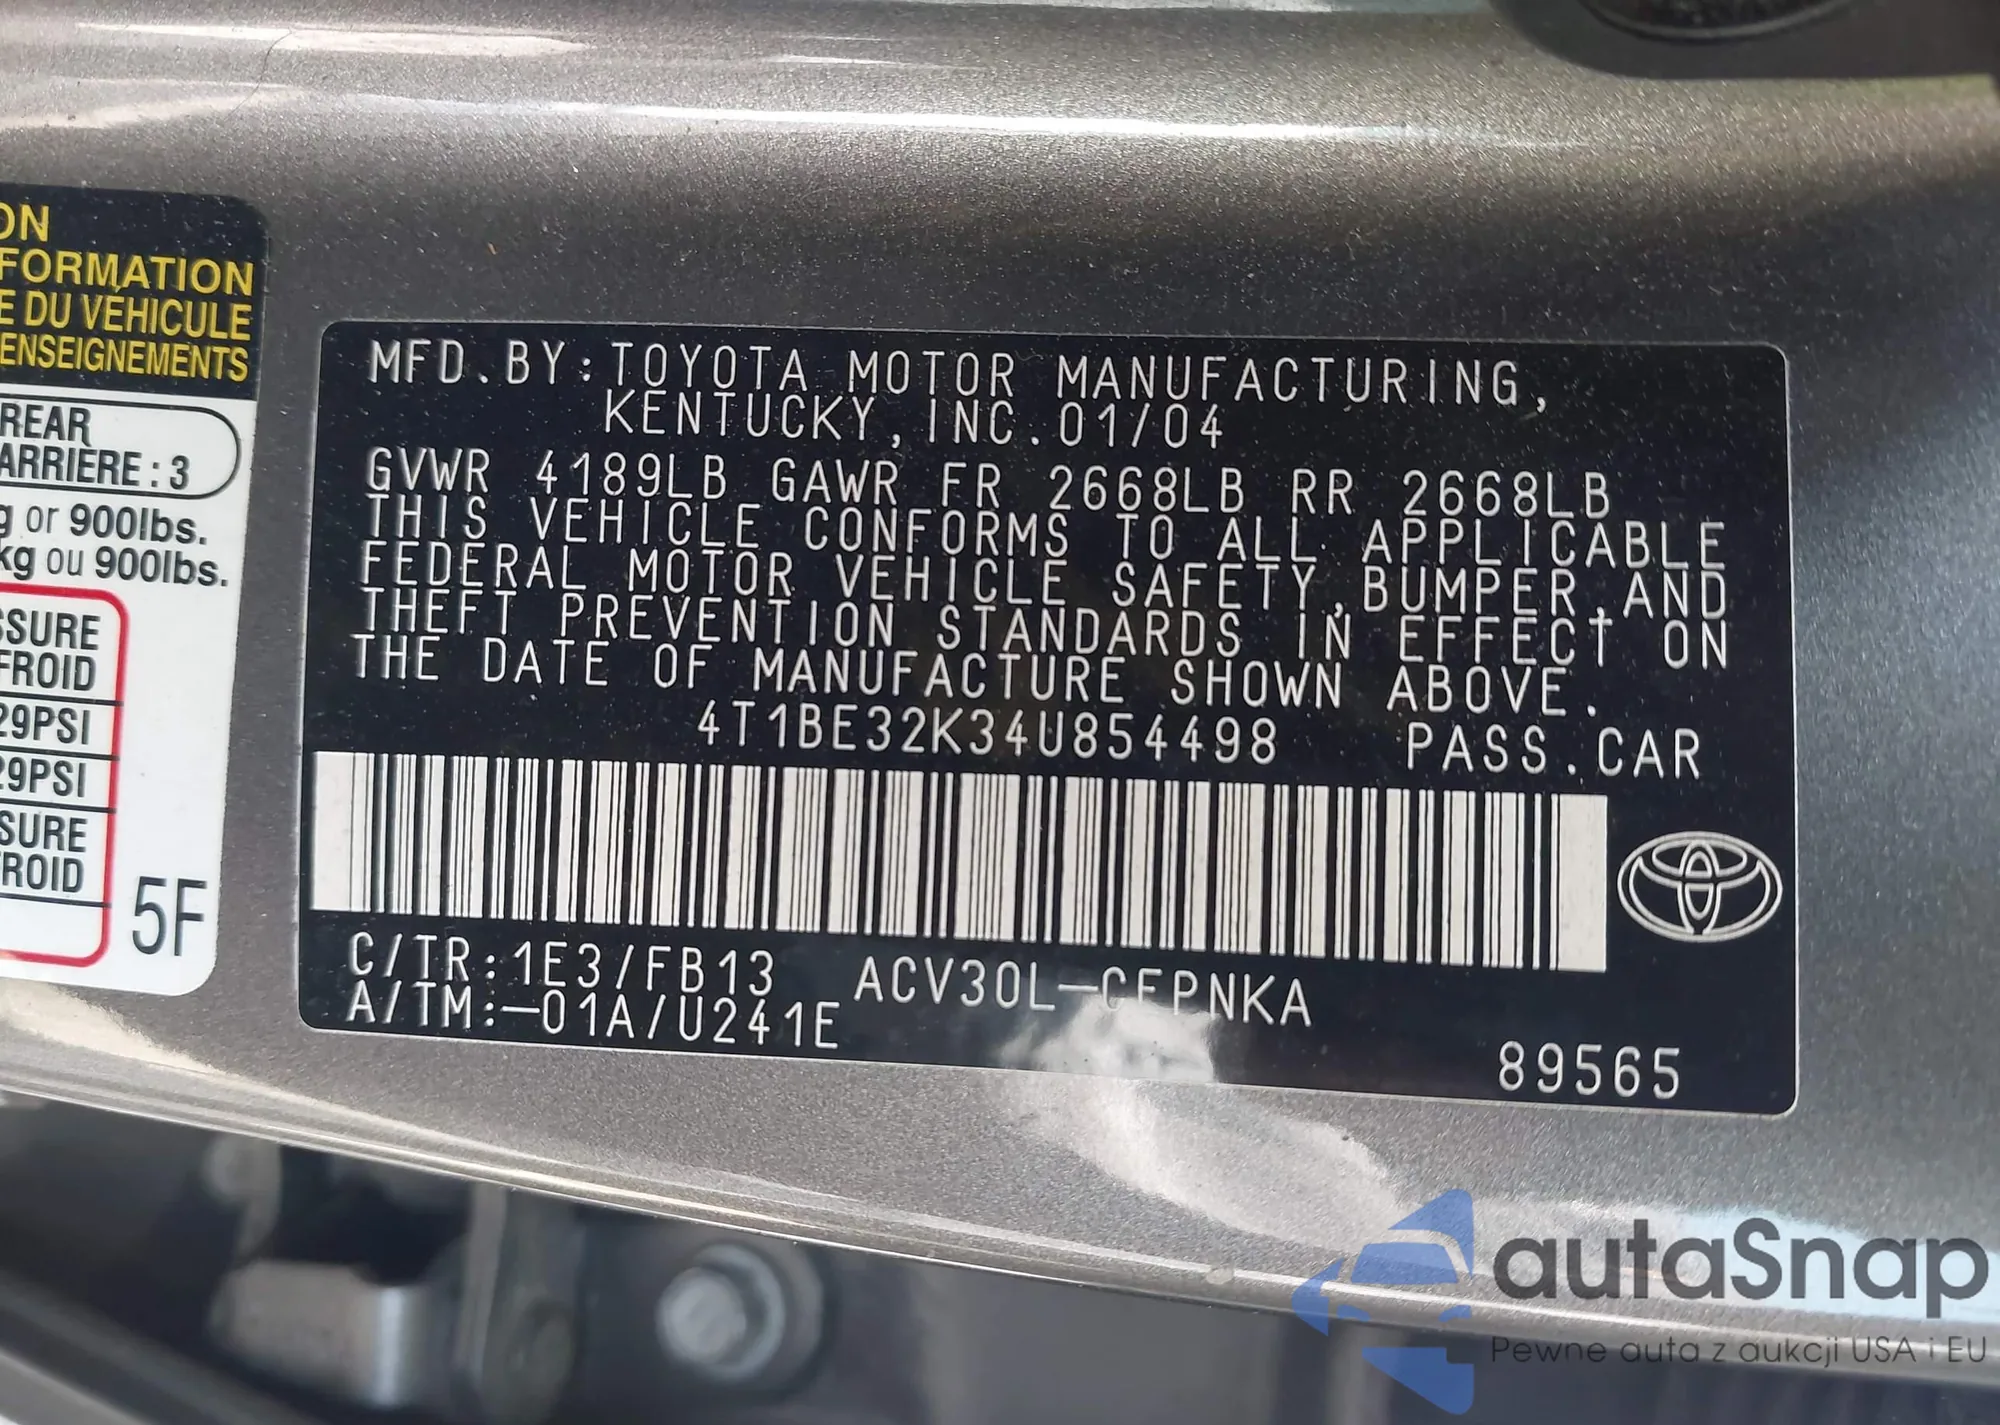 ON
FORMATION
E DU VÉHICULE
ENSEIGNEMENTS
REAR
ARRIÈRE : 3
g or 900lbs.
kg ou 900lbs.
SSURE
FROID
29PSI
29PSI
SURE
ROID
5F
MFD.BY:TOYOTA MOTOR MANUFACTURING,
KENTUCKY,INC.01/04
GVWR 4189LB GAWR FR 2668LB RR 2668LB
THIS VEHICLE CONFORMS TO ALL APPLICABLE
FEDERAL MOTOR VEHICLE SAFETY,BUMPER,AND
THEFT PREVENTION STANDARDS IN EFFECT ON
THE DATE OF MANUFACTURE SHOWN ABOVE.
4T1BE32K34U854498 PASS.CAR
C/TR:1E3/FB13 ACV30L-CEPNKA
A/TM:-01A/U241E
89565
autaSnap
Pewne auta z aukcji USA i EU